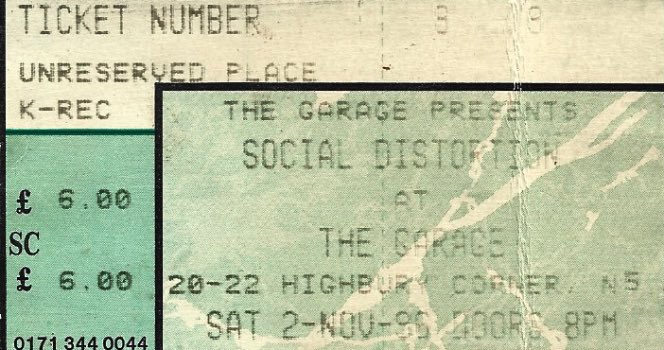 TICKET NUMBER
UNRESERVED PLACE
K-REC
THE GARAGE PRESENTS
SOCIAL DISTORTION
AT
THE GARAGE
20-22 HIGHBURY CORNER, N5
SAT 2-NOV-96 DOORS 8PM
£ 6.00
SC
£ 6.00
0171 344 0044